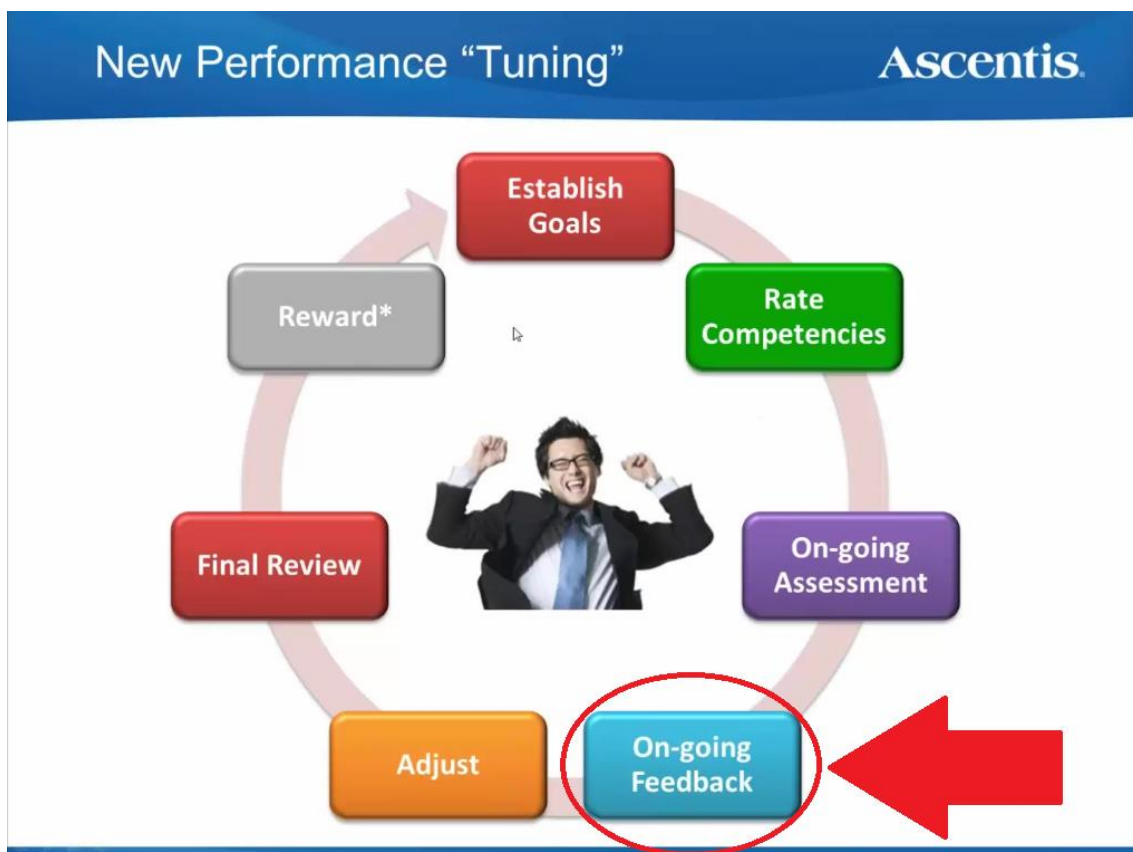 New Performance “Tuning”
Ascentis.
Establish
Goals
Rate
Competencies
On-going
Assessment
On-going
Feedback
Adjust
Final Review
Reward*